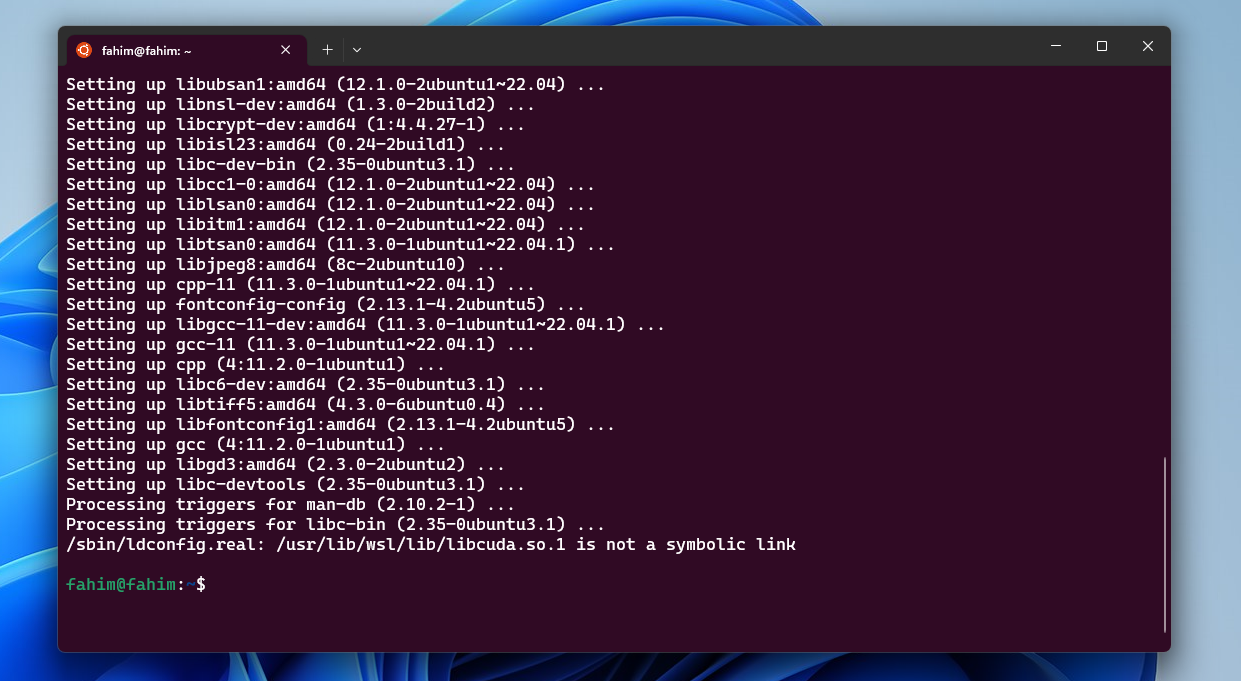 fahim@fahim: ~
Setting up libubsan1:amd64 (12.1.0-2ubuntu1~22.04) ...
Setting up libnsl-dev:amd64 (1.3.0-2build2) ...
Setting up libcrypt-dev:amd64 (1:4.4.27-1) ...
Setting up libisl23:amd64 (0.24-2build1) ...
Setting up libc-dev-bin (2.35-0ubuntu3.1) ...
Setting up libcc1-0:amd64 (12.1.0-2ubuntu1~22.04) ...
Setting up liblsan0:amd64 (12.1.0-2ubuntu1~22.04) ...
Setting up libitm1:amd64 (12.1.0-2ubuntu1~22.04) ...
Setting up libtsan0:amd64 (11.3.0-1ubuntu1~22.04.1) ...
Setting up libjpeg8:amd64 (8c-2ubuntu10) ...
Setting up cpp-11 (11.3.0-1ubuntu1~22.04.1) ...
Setting up fontconfig-config (2.13.1-4.2ubuntu5) ...
Setting up libgcc-11-dev:amd64 (11.3.0-1ubuntu1~22.04.1) ...
Setting up gcc-11 (11.3.0-1ubuntu1~22.04.1) ...
Setting up cpp (4:11.2.0-1ubuntu1) ...
Setting up libc6-dev:amd64 (2.35-0ubuntu3.1) ...
Setting up libtiff5:amd64 (4.3.0-6ubuntu0.4) ...
Setting up libfontconfig1:amd64 (2.13.1-4.2ubuntu5) ...
Setting up gcc (4:11.2.0-1ubuntu1) ...
Setting up libgd3:amd64 (2.3.0-2ubuntu2) ...
Setting up libc-devtools (2.35-0ubuntu3.1) ...
Processing triggers for man-db (2.10.2-1) ...
Processing triggers for libc-bin (2.35-0ubuntu3.1) ...
/sbin/ldconfig.real: /usr/lib/wsl/lib/libcuda.so.1 is not a symbolic link
fahim@fahim:~$